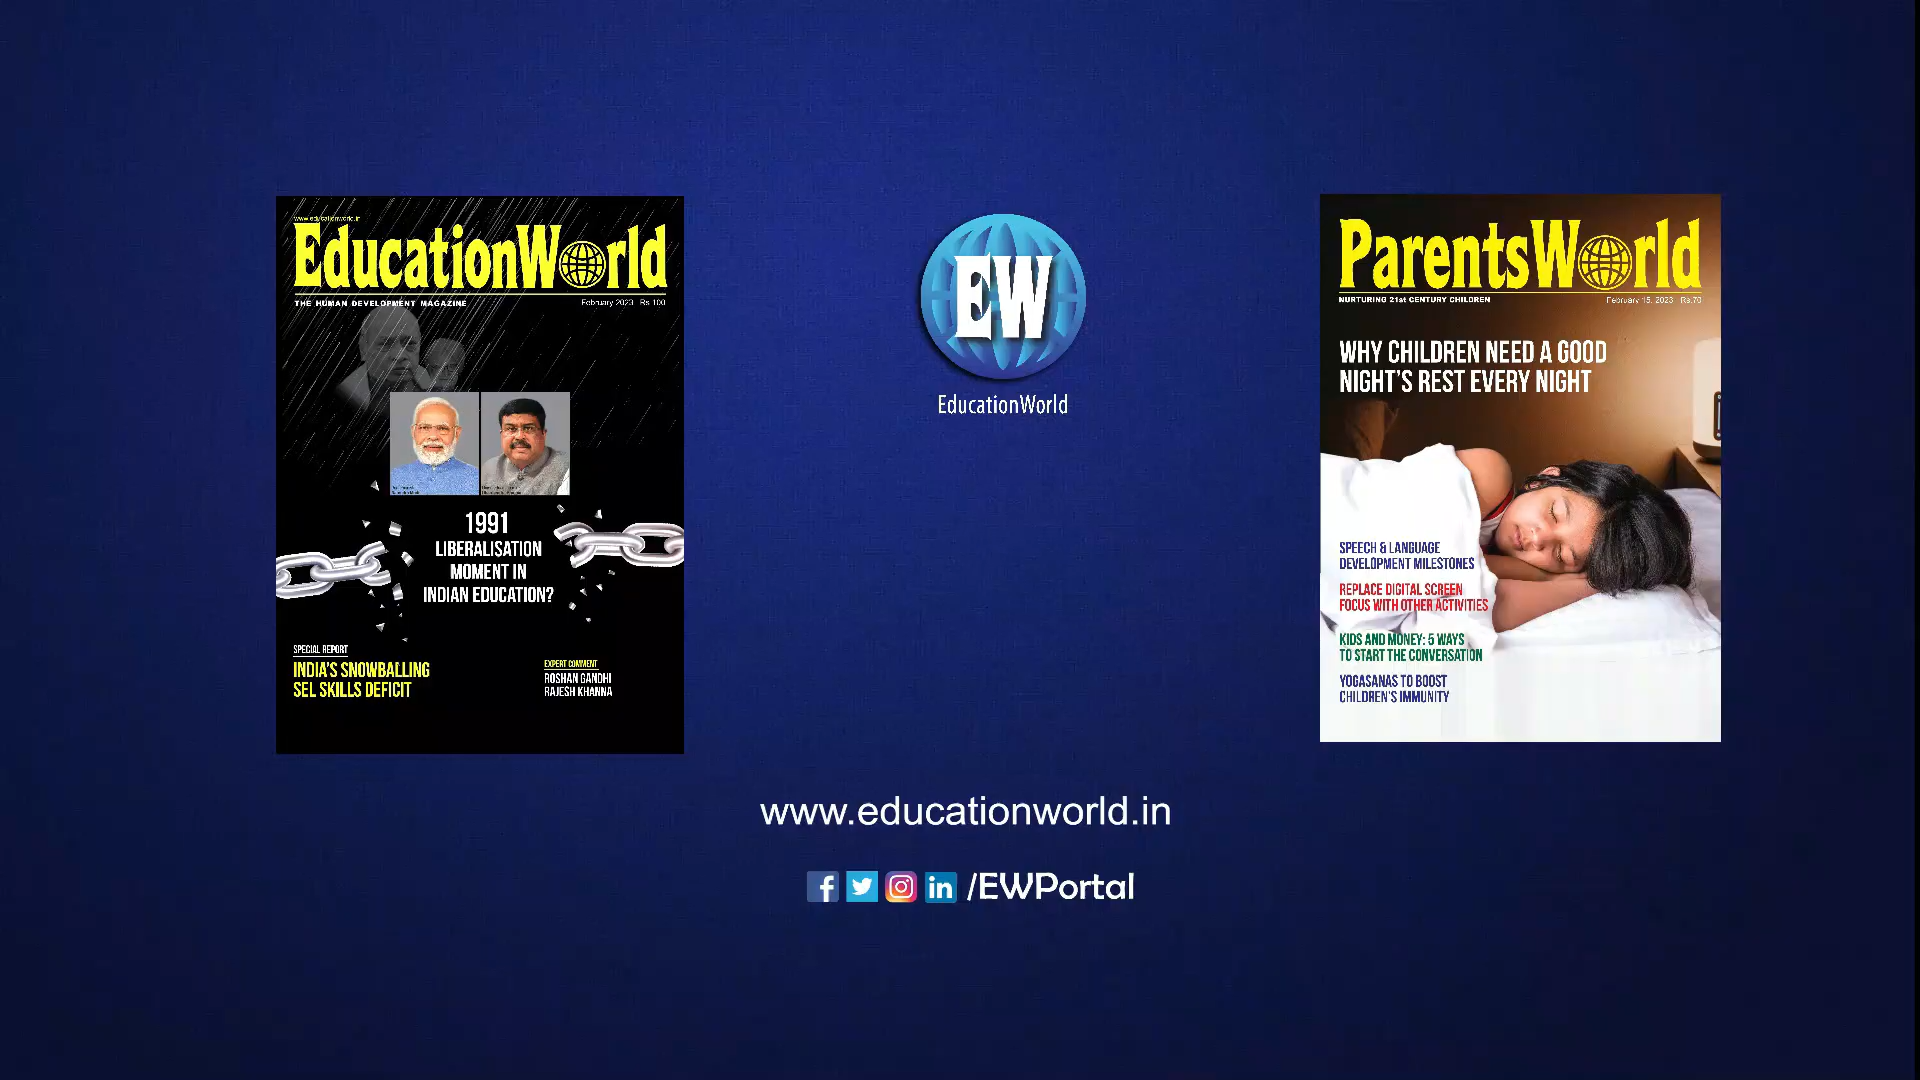 www.educationworld.in
EducationWorld
THE HUMAN DEVELOPMENT MAGAZINE
February 2023 Rs 100
1991
LIBERALISATION
MOMENT IN
INDIAN EDUCATION?
SPECIAL REPORT
INDIA'S SNOWBALLING
SEL SKILLS DEFICIT
EXPERT COMMENT
ROSHAN GANDHI
RAJESH KHANNA
EW
EducationWorld
ParentsWorld
NURTURING 21st CENTURY CHILDREN
February 15, 2023 Rs.70
WHY CHILDREN NEED A GOOD
NIGHT'S REST EVERY NIGHT
SPEECH & LANGUAGE
DEVELOPMENT MILESTONES
REPLACE DIGITAL SCREEN
FOCUS WITH OTHER ACTIVITIES
KIDS AND MONEY: 5 WAYS
TO START THE CONVERSATION
YOGASANAS TO BOOST
CHILDREN'S IMMUNITY
www.educationworld.in
/EWPortal